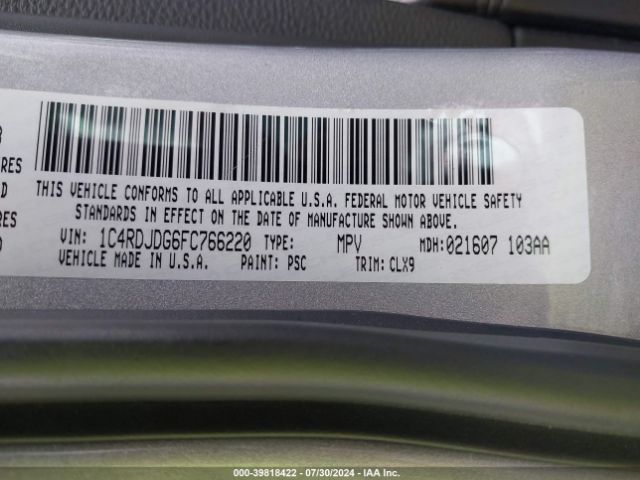 RES
D
RES
THIS VEHICLE CONFORMS TO ALL APPLICABLE U.S.A. FEDERAL MOTOR VEHICLE SAFETY
STANDARDS IN EFFECT ON THE DATE OF MANUFACTURE SHOWN ABOVE.
VIN: 1C4RDJDG6FC766220 TYPE: MPV MDH:021607 103AA
VEHICLE MADE IN U.S.A. PAINT: PSC TRIM: CLX9
000-39818422 / 07/30/2024 - IAA Inc.